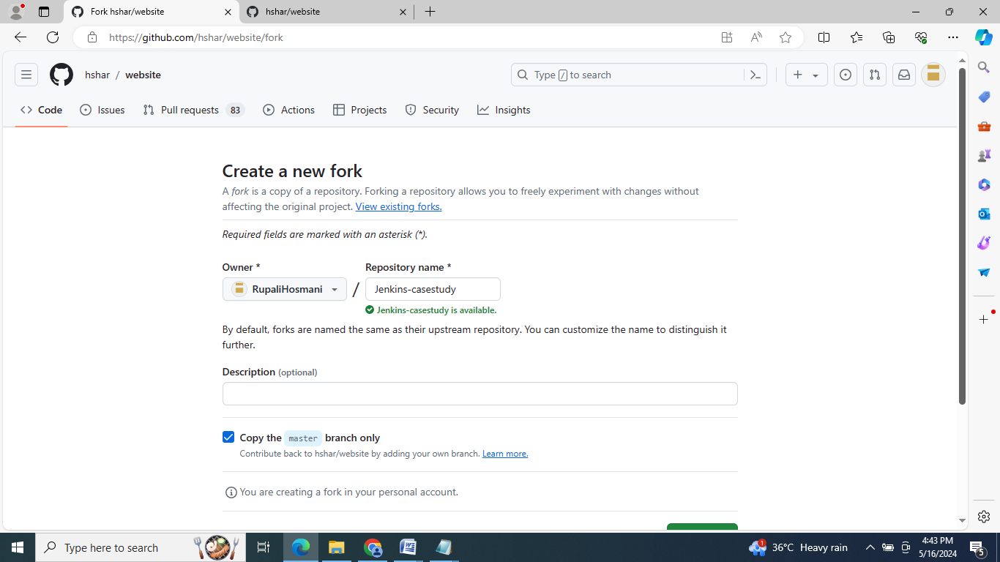 Fork hshar/website
hshar/website
https://github.com/hshar/website/fork
hshar / website
Type / to search
Code
Issues
Pull requests 83
Actions
Projects
Security
Insights
Create a new fork
A fork is a copy of a repository. Forking a repository allows you to freely experiment with changes without
affecting the original project. View existing forks.
Required fields are marked with an asterisk (*).
Owner *
Repository name *
RupaliHosmani / Jenkins-casestudy
Jenkins-casestudy is available.
By default, forks are named the same as their upstream repository. You can customize the name to distinguish it
further.
Description (optional)
Copy the master branch only
Contribute back to hshar/website by adding your own branch. Learn more.
You are creating a fork in your personal account.
Type here to search
1
36°C Heavy rain
4:43 PM
5/16/2024
5